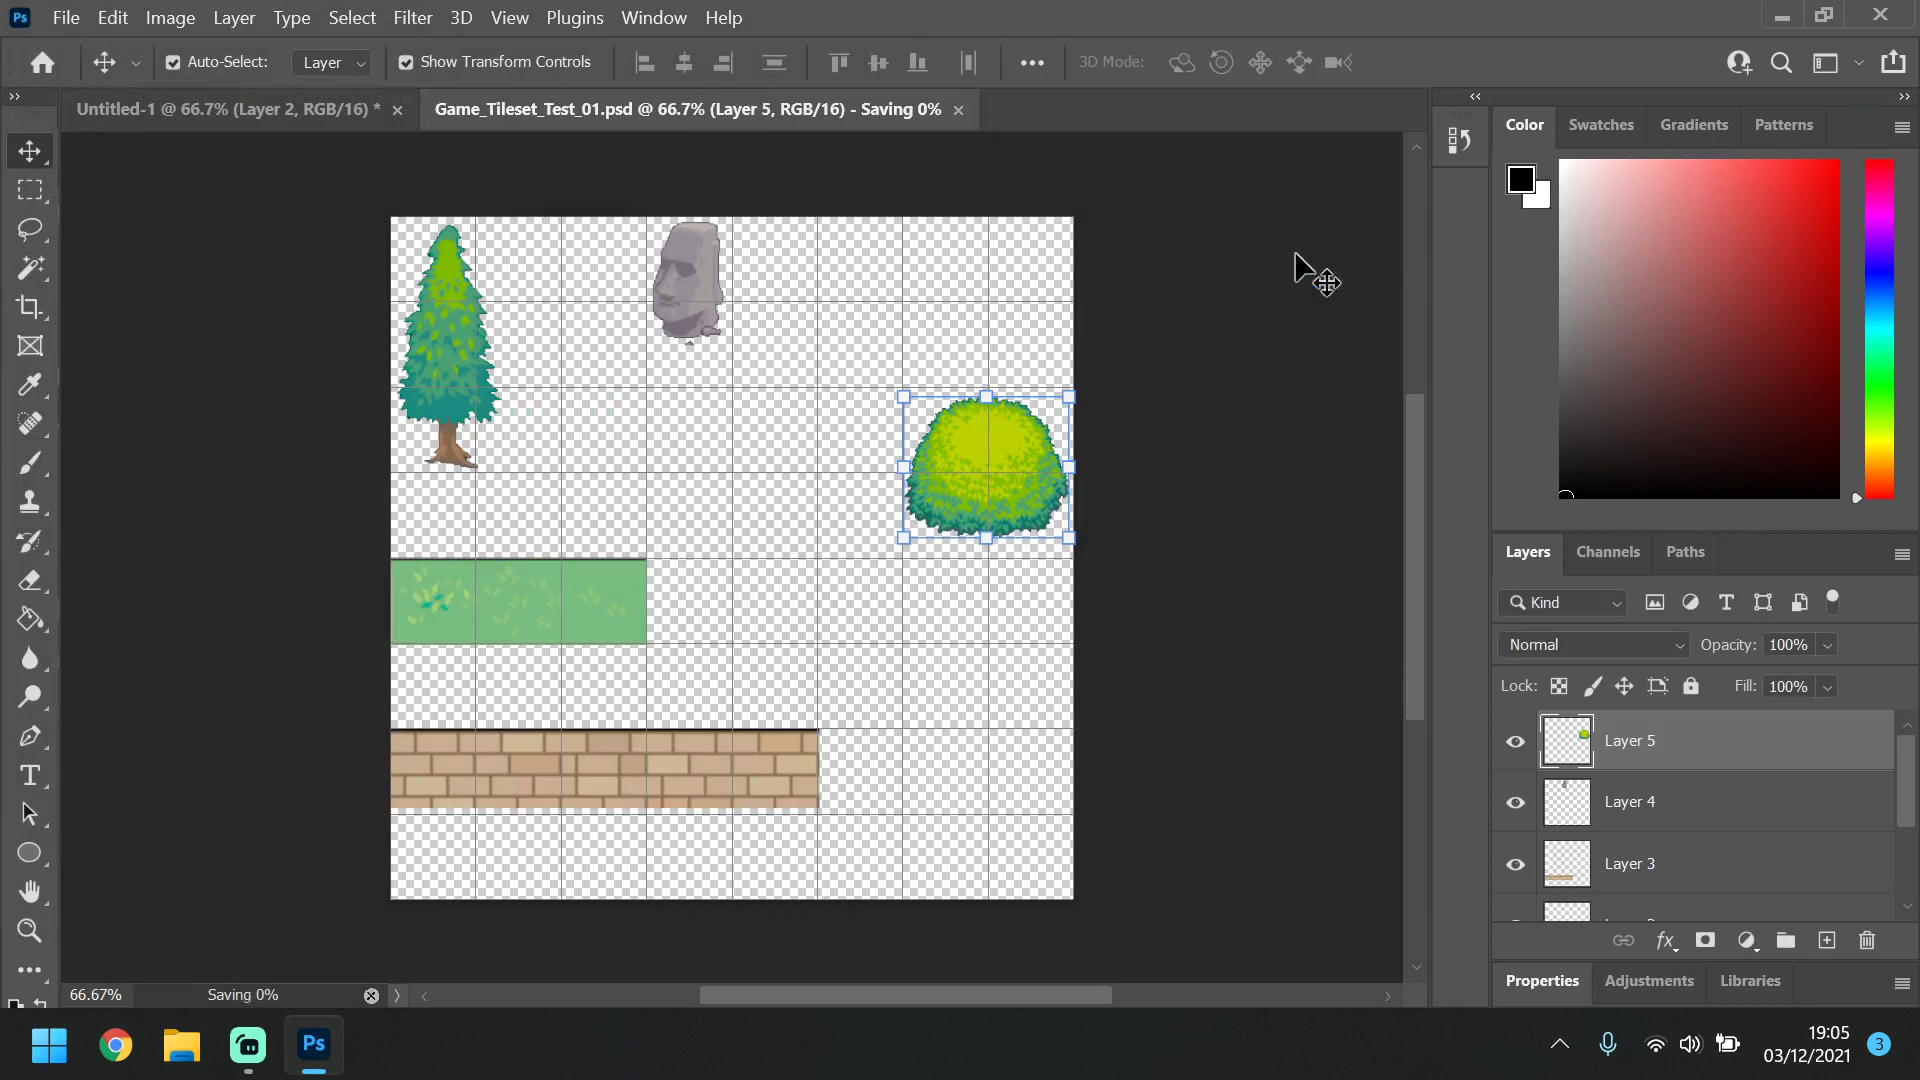 Ps File Edit Image Layer Type Select Filter 3D View Plugins Window Help
Auto-Select: Layer Show Transform Controls 3D Mode:
Untitled-1 @ 66.7% (Layer 2, RGB/16) * Game_Tileset_Test_01.psd @ 66.7% (Layer 5, RGB/16) - Saving 0%
Color Swatches Gradients Patterns
Layers Channels Paths
Kind
Normal Opacity: 100%
Lock: Fill: 100%
Layer 5
Layer 4
Layer 3
Properties Adjustments Libraries
66.67% Saving 0%
Ps
19:05
03/12/2021
3